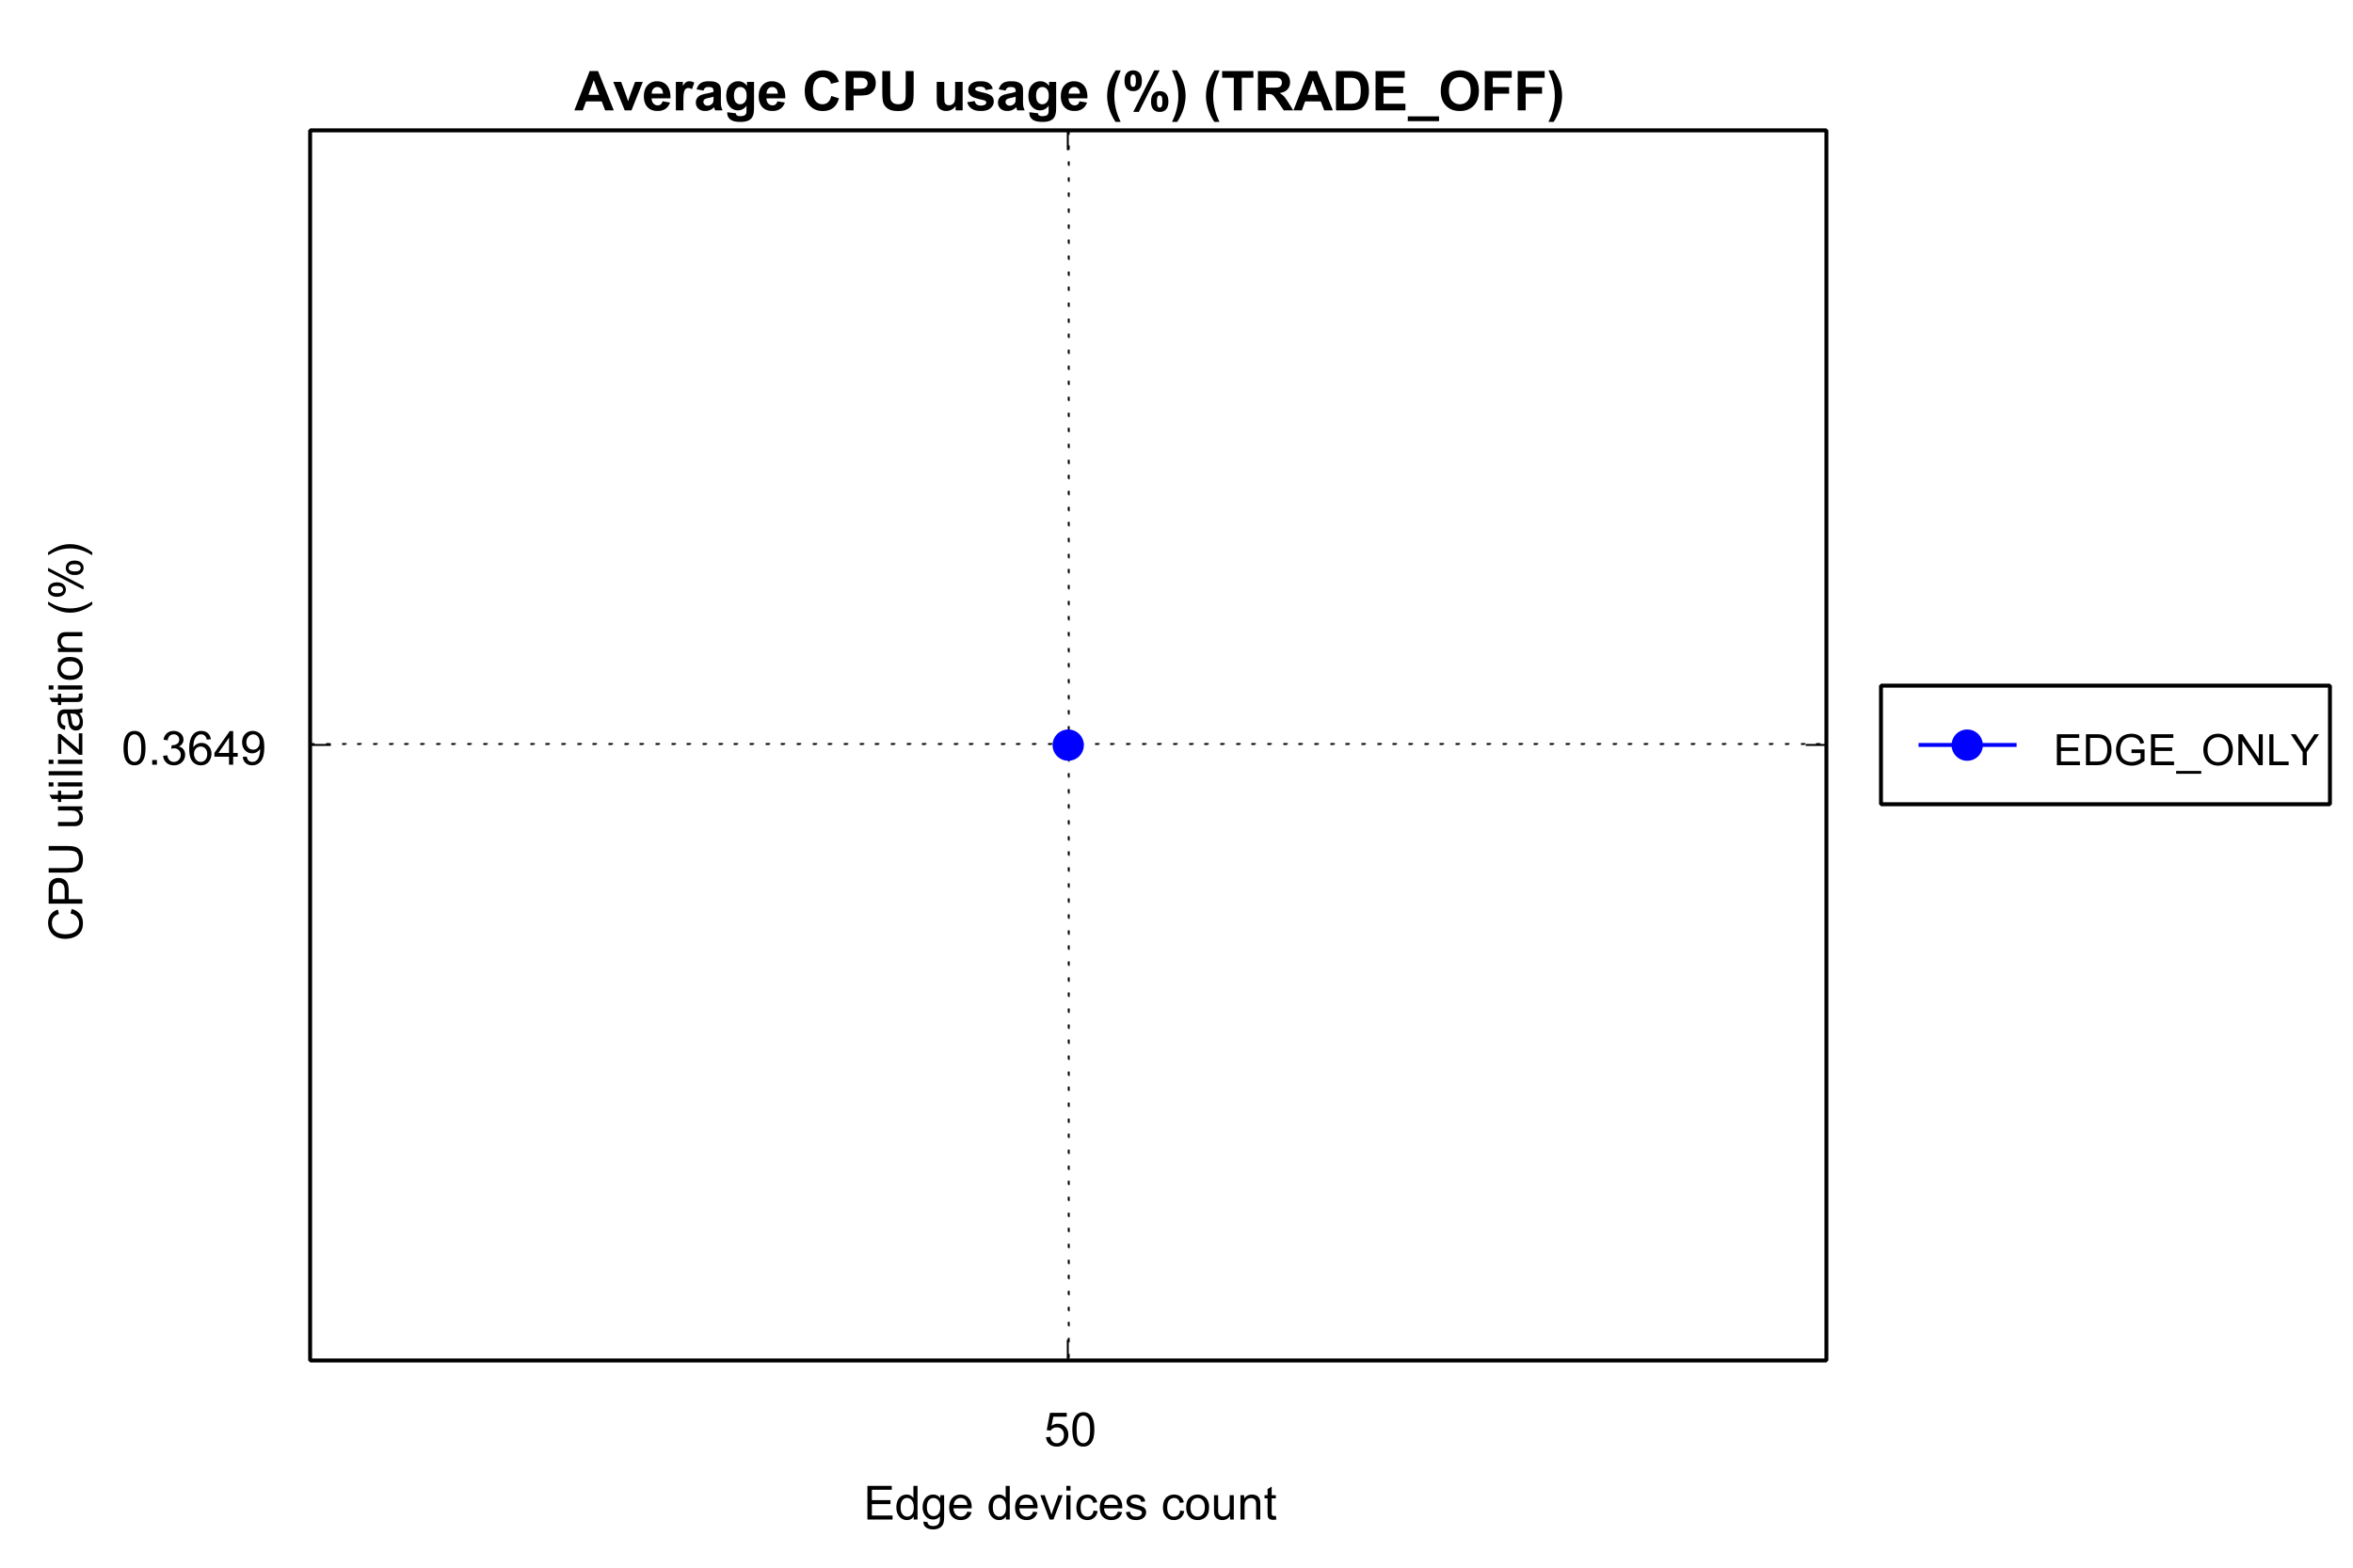 Average CPU usage (%) (TRADE_OFF)
CPU utilization (%)
0.3649
EDGE_ONLY
50
Edge devices count